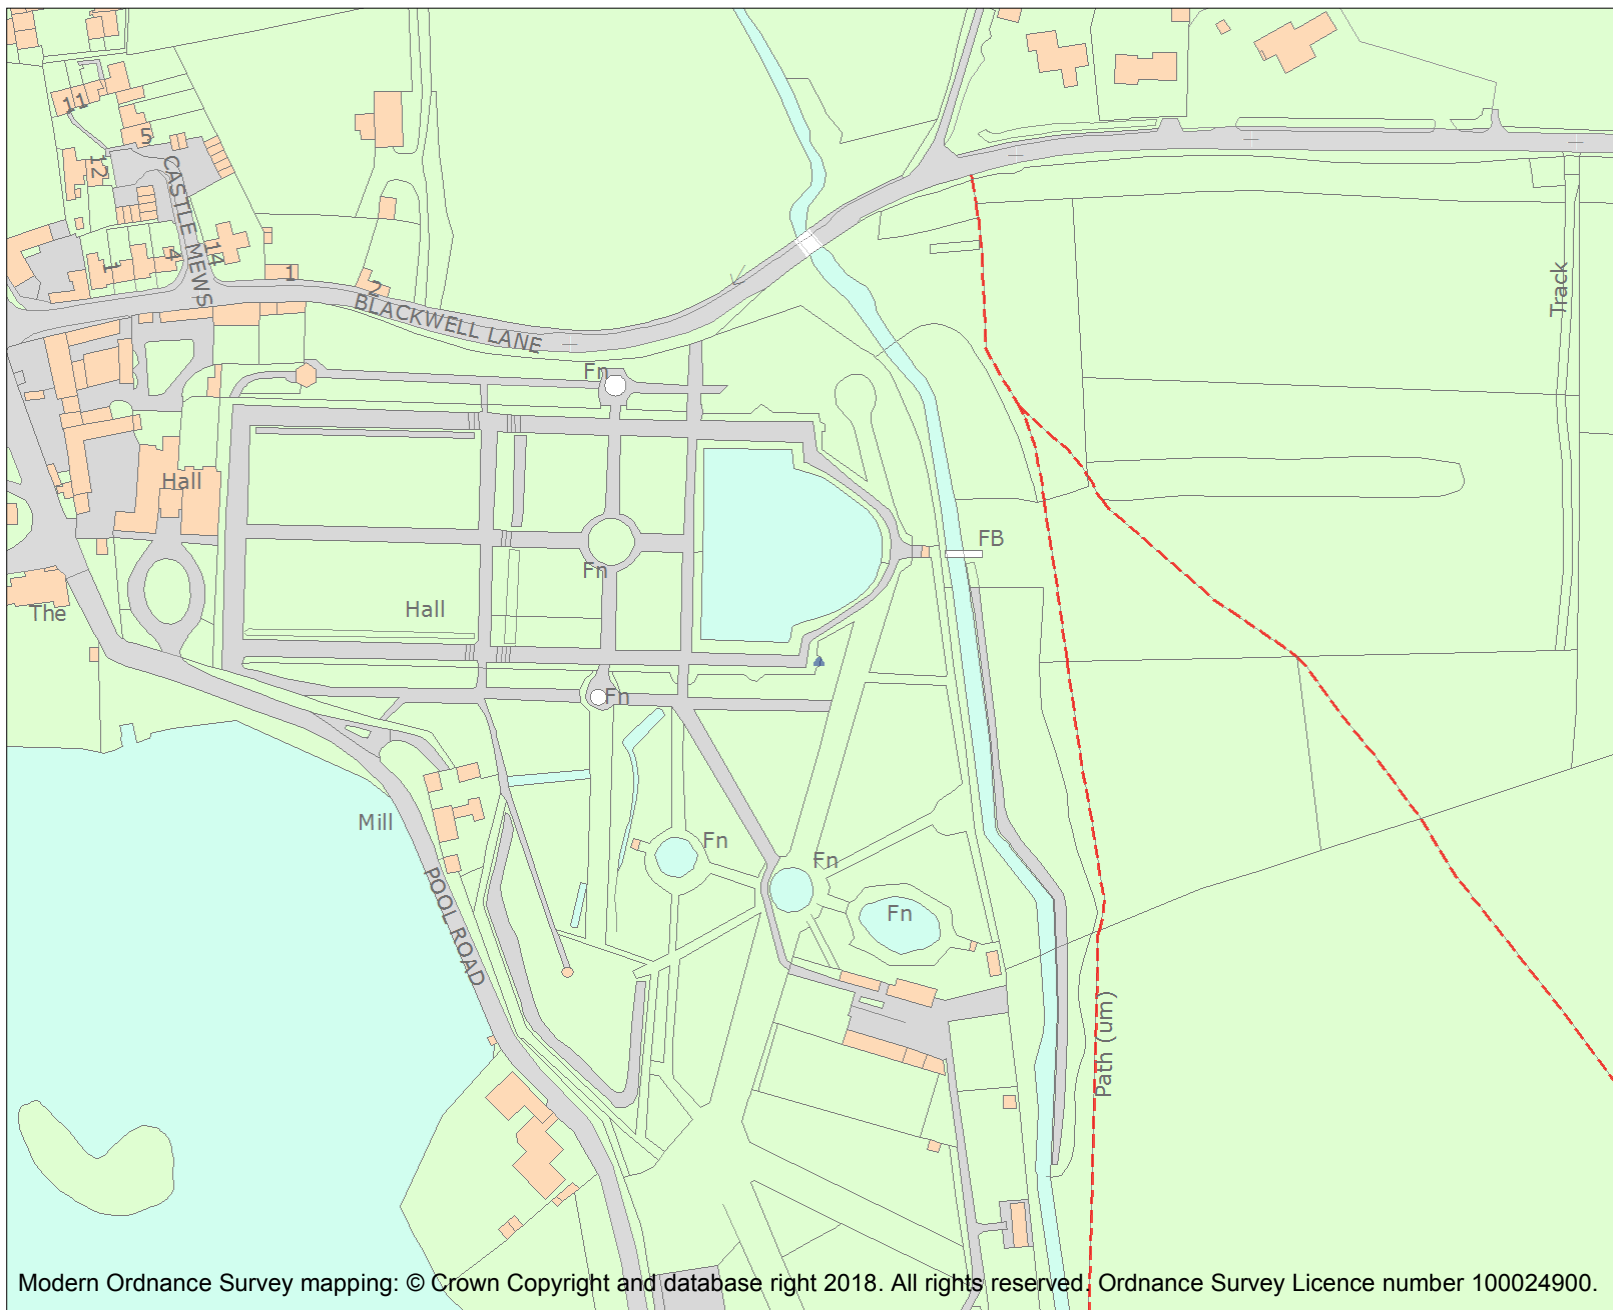 11
5
12
CASTLE MEWS
14
4
1
1
2
BLACKWELL LANE
Track
Fn
Hall
FB
Fn
Hall
The
Fn
Mill
Fn
Fn
Fn
POOL ROAD
Path (um)
Modern Ordnance Survey mapping: © Crown Copyright and database right 2018. All rights reserved. Ordnance Survey Licence number 100024900.